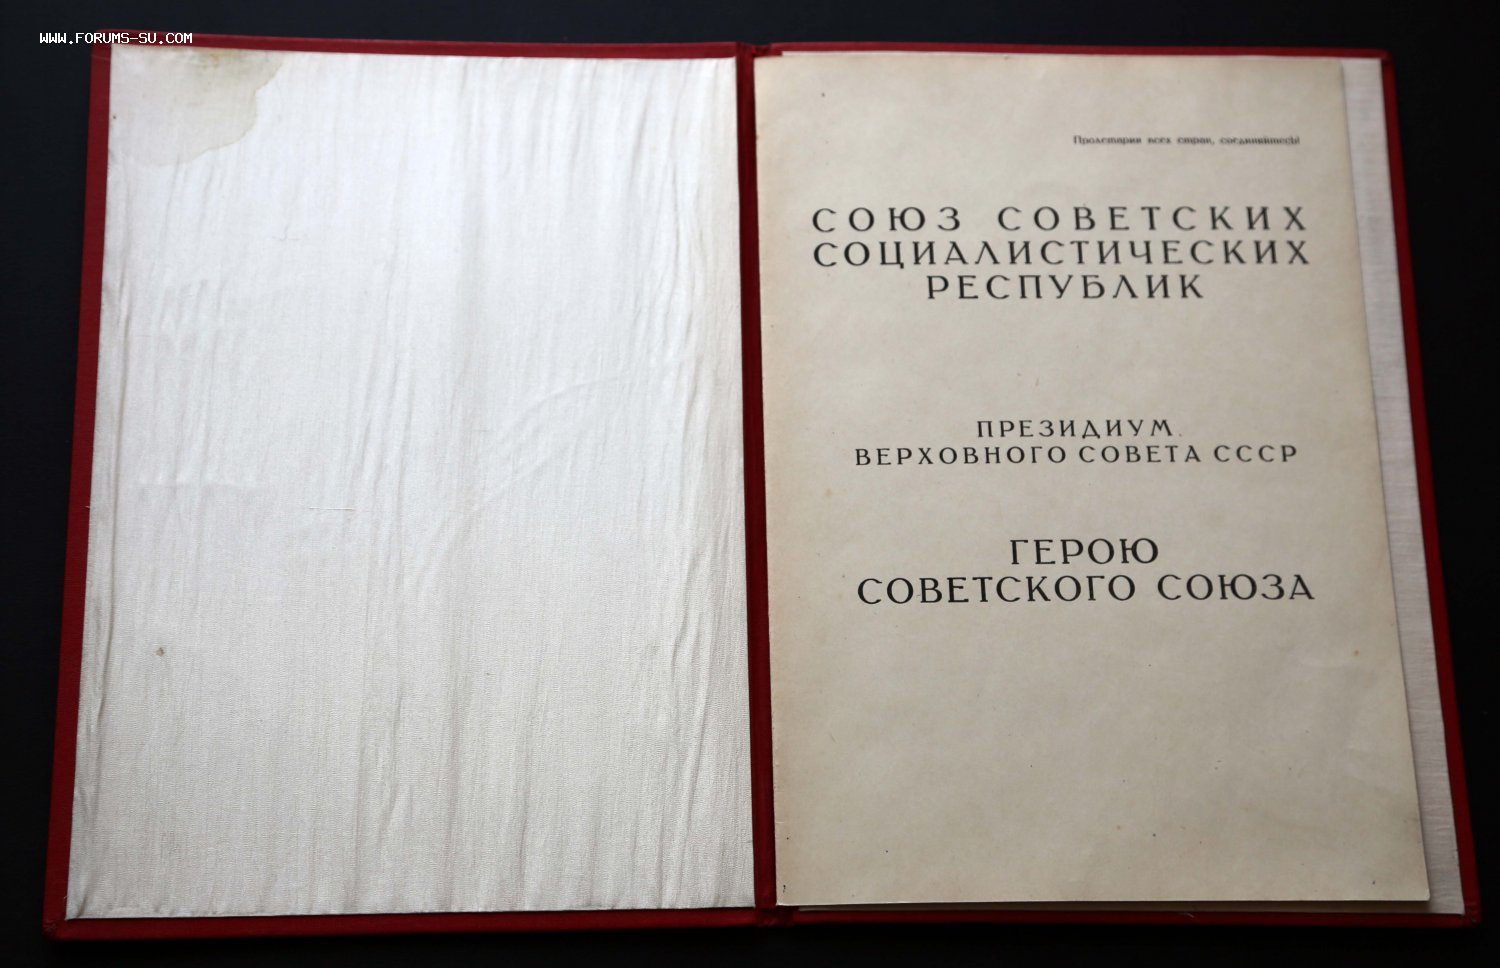 WWW.FORUMS-SU.COM
Пролетарии всех стран, соединяйтесь!
СОЮЗ СОВЕТСКИХ
СОЦИАЛИСТИЧЕСКИХ
РЕСПУБЛИК
ПРЕЗИДИУМ
ВЕРХОВНОГО СОВЕТА СССР
ГЕРОЮ
СОВЕТСКОГО СОЮЗА